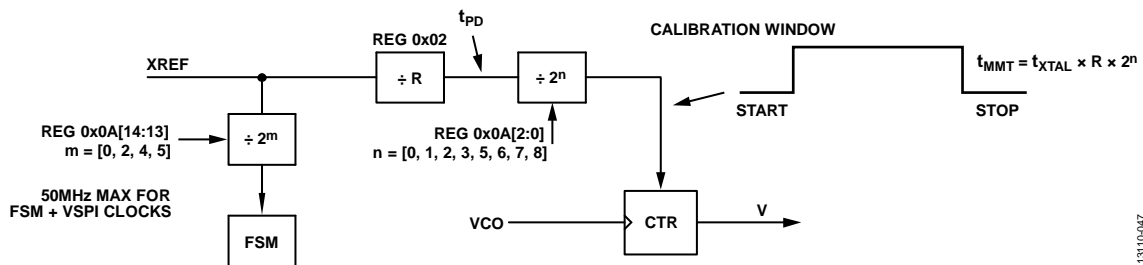 tPD
CALIBRATION WINDOW
REG 0x02
XREF
÷ R
÷ 2ⁿ
tMMT = tXTAL × R × 2ⁿ
START
STOP
REG 0x0A[14:13]
m = [0, 2, 4, 5]
÷ 2ᵐ
REG 0x0A[2:0]
n = [0, 1, 2, 3, 5, 6, 7, 8]
50MHz MAX FOR
FSM + VSPI CLOCKS
FSM
VCO
CTR
V
13110-047